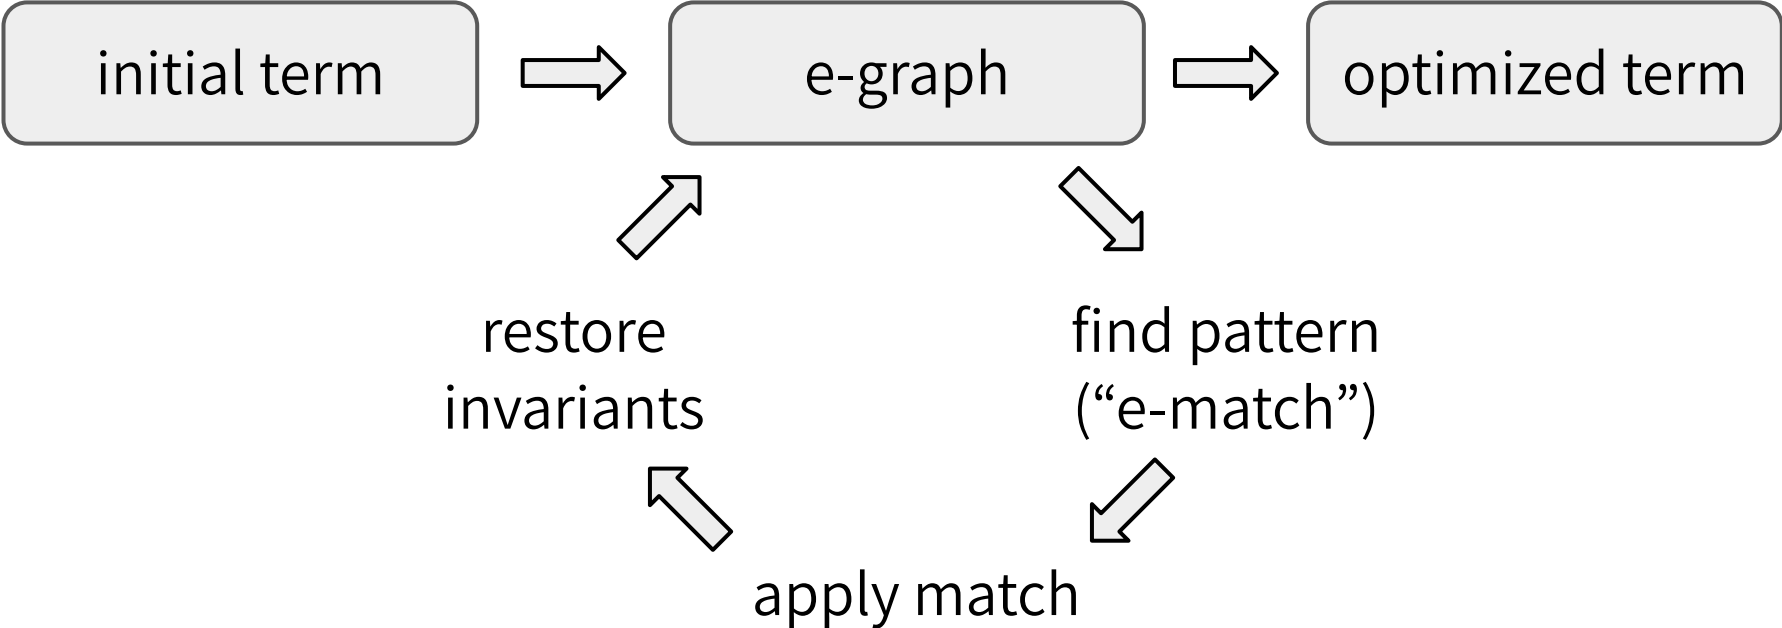 initial term
e-graph
optimized term
restore
invariants
find pattern
(“e-match”)
apply match